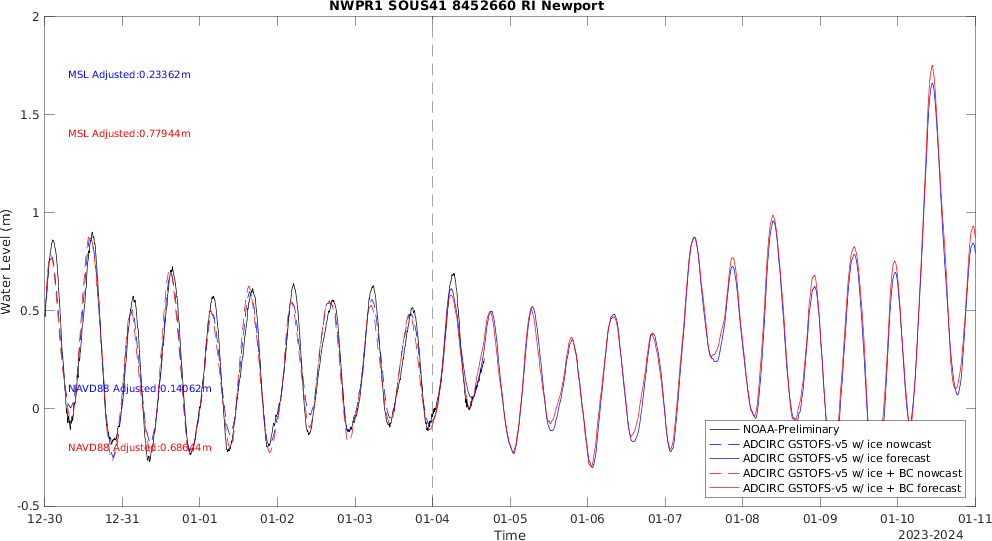 NWPR1 SOUS41 8452660 RI Newport
2
1.5
1
0.5
0
-0.5
Water Level (m)
MSL Adjusted:0.23362m
MSL Adjusted:0.77944m
NAVD88 Adjusted:0.14062m
NAVD88 Adjusted:0.68644m
NOAA-Preliminary
ADCIRC GSTOFS-v5 w/ ice nowcast
ADCIRC GSTOFS-v5 w/ ice forecast
ADCIRC GSTOFS-v5 w/ ice + BC nowcast
ADCIRC GSTOFS-v5 w/ ice + BC forecast
12-30 12-31 01-01 01-02 01-03 01-04 01-05 01-06 01-07 01-08 01-09 01-10 01-11
Time
2023-2024